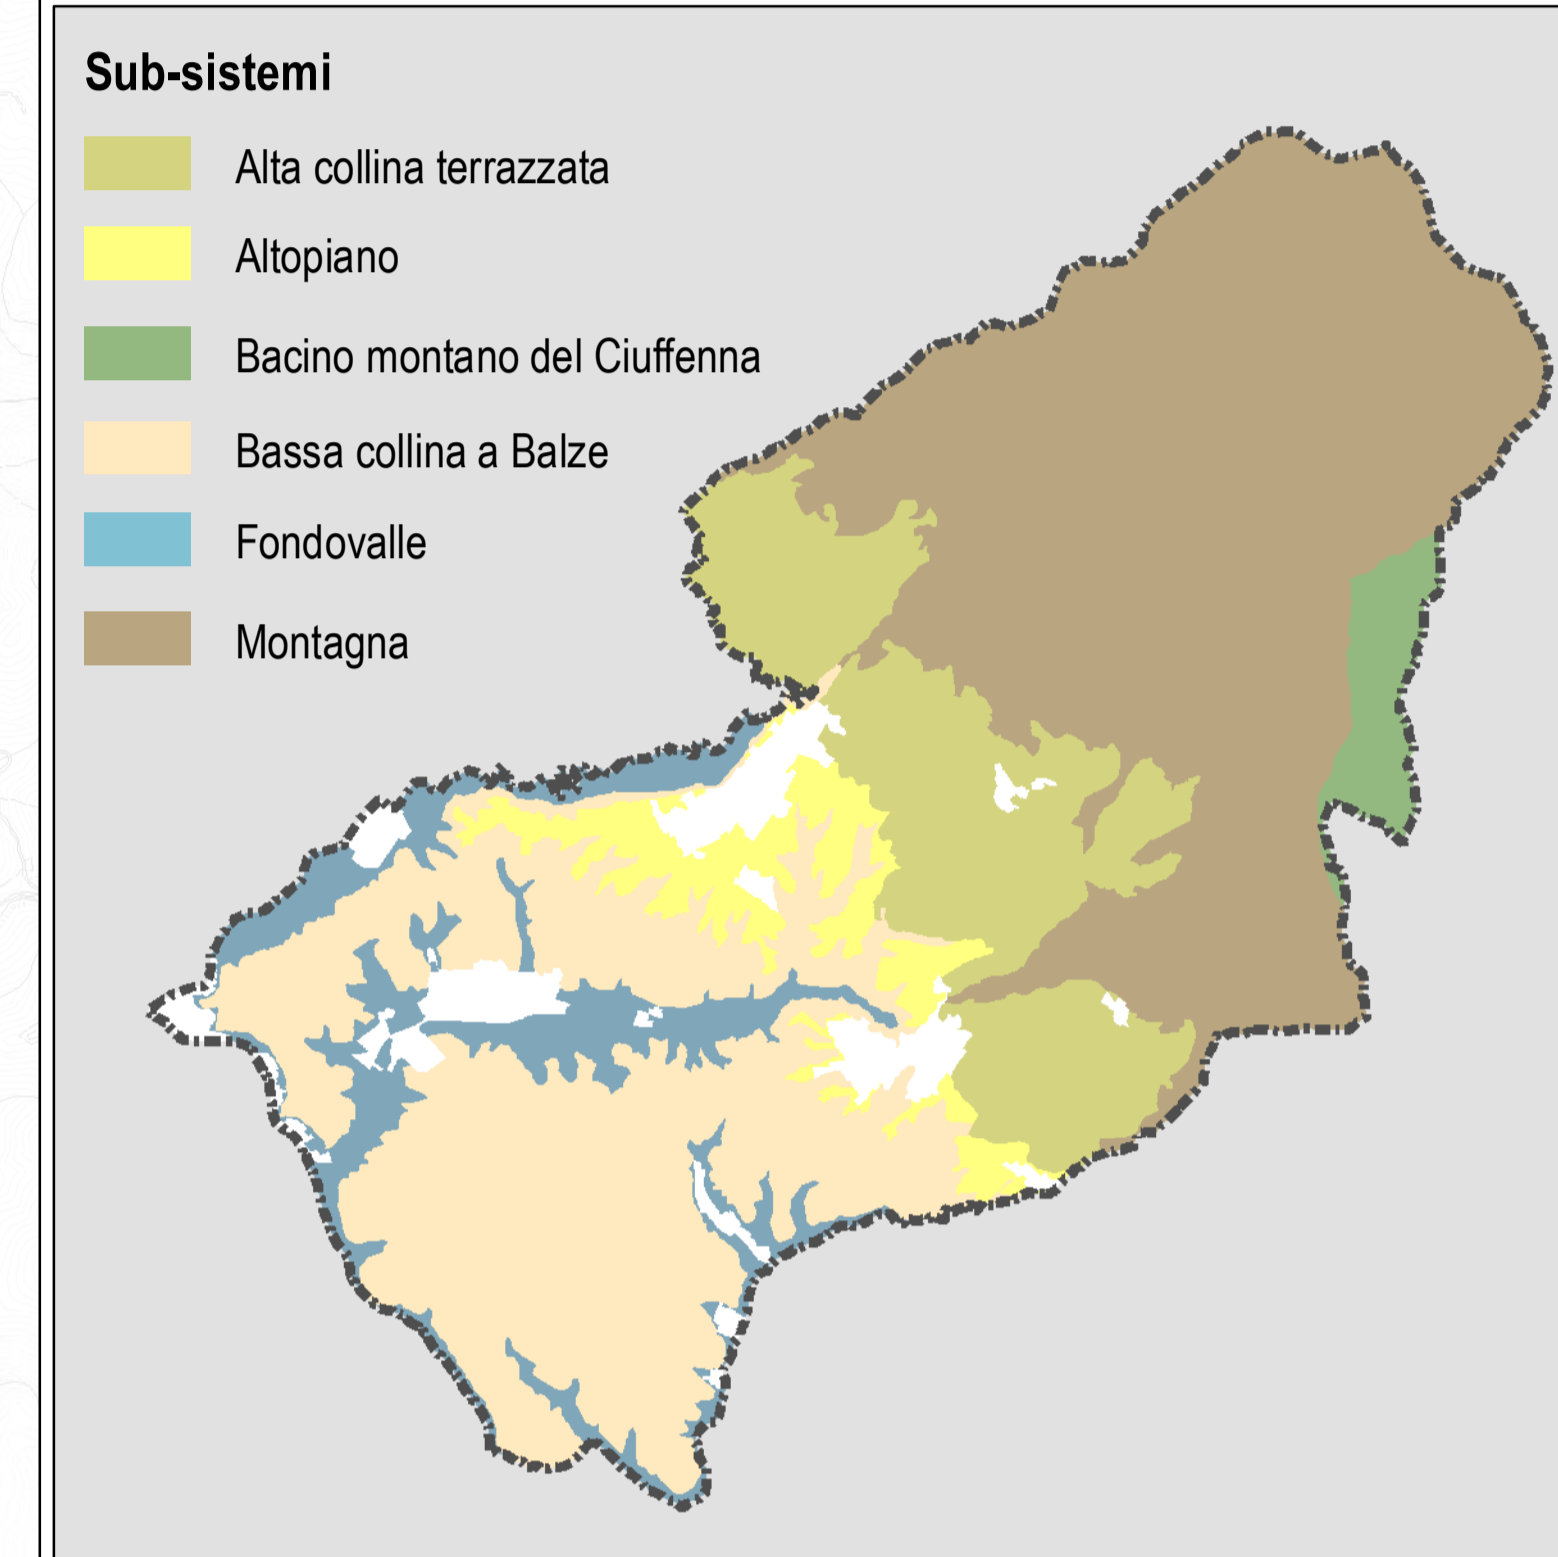 Sub-sistemi
Alta collina terrazzata
Altopiano
Bacino montano del Ciuffenna
Bassa collina a Balze
Fondovalle
Montagna